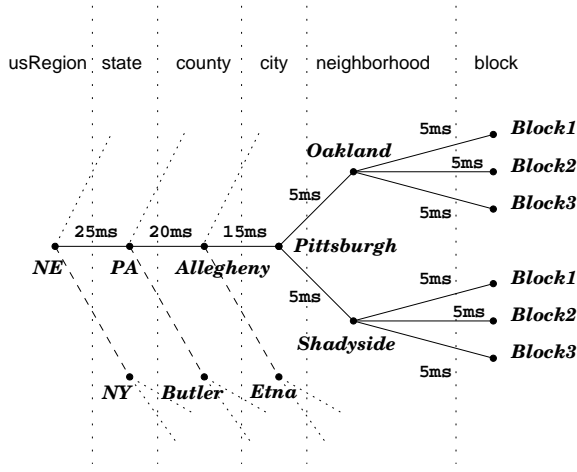 usRegion state county city neighborhood block
5ms Block1
Oakland
5ms Block2
5ms
5ms Block3
25ms 20ms 15ms
NE PA Allegheny Pittsburgh
5ms
5ms Block1
5ms Block2
Shadyside
5ms Block3
NY Butler Etna